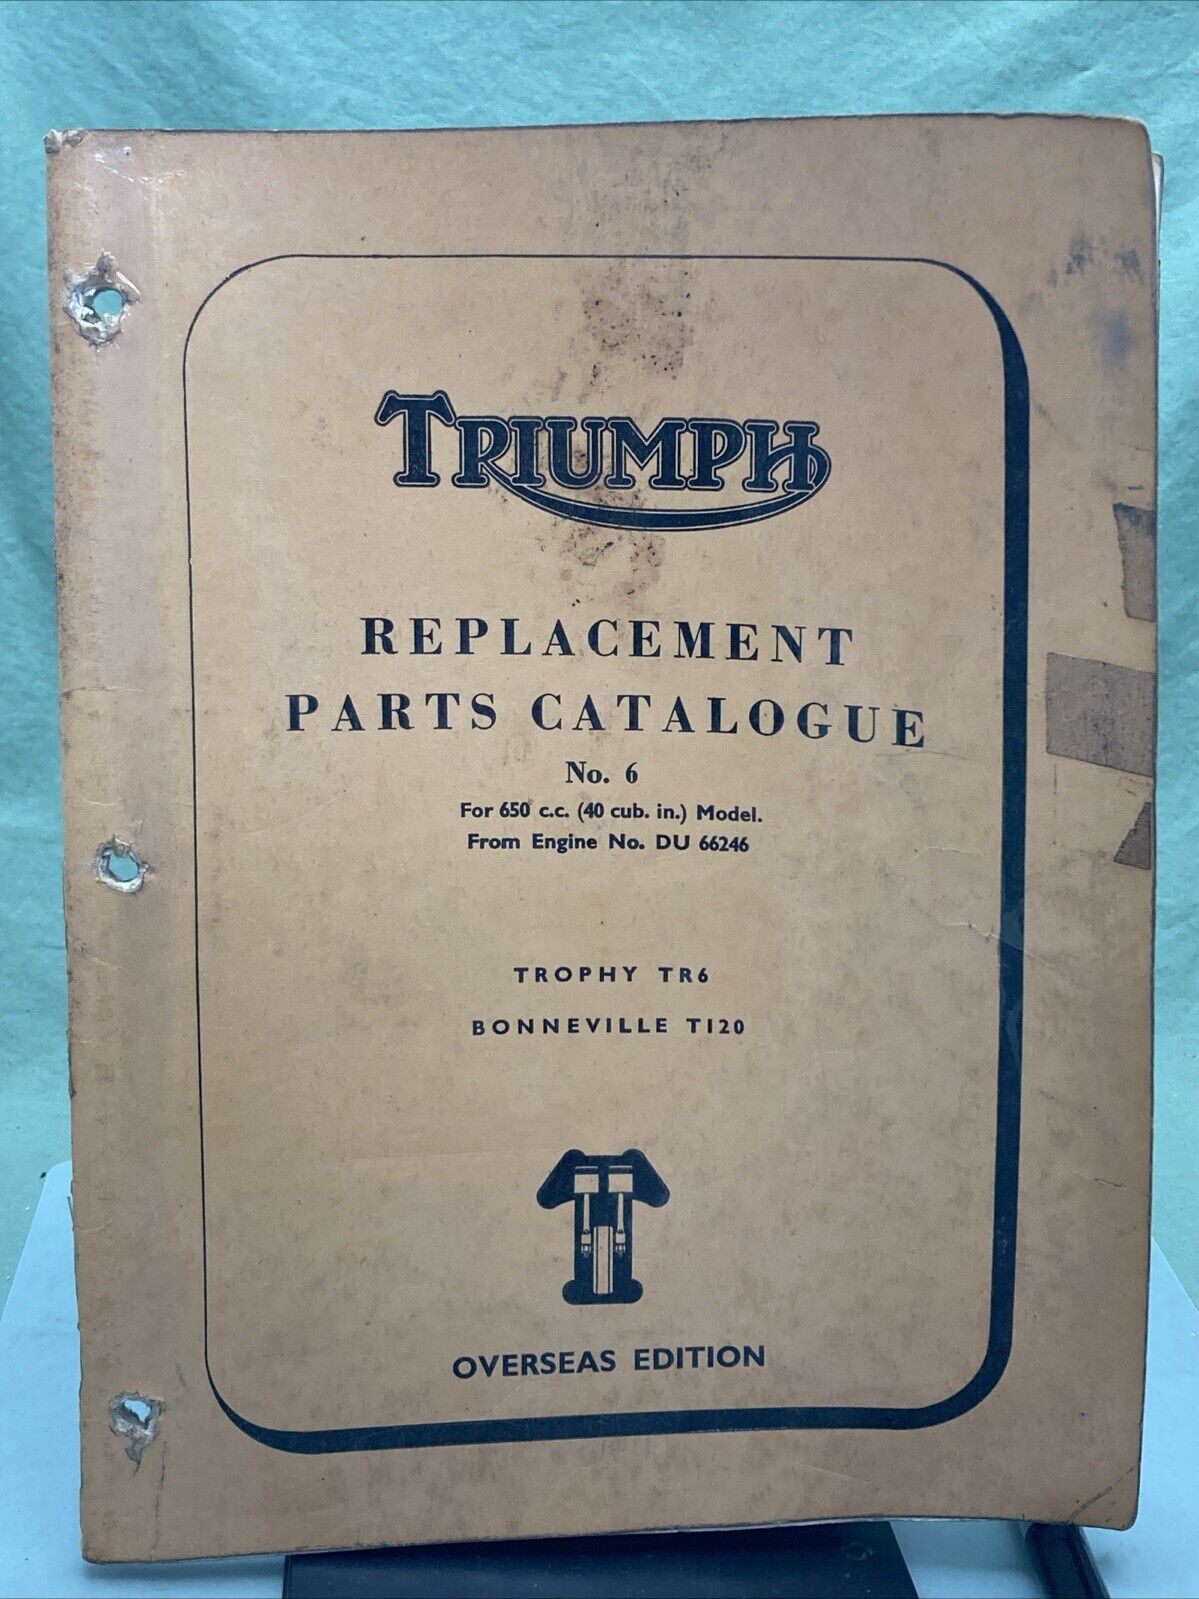 TRIUMPH
REPLACEMENT
PARTS CATALOGUE
No. 6
For 650 c.c. (40 cub. in.) Model.
From Engine No. DU 66246
TROPHY TR6
BONNEVILLE T120
OVERSEAS EDITION